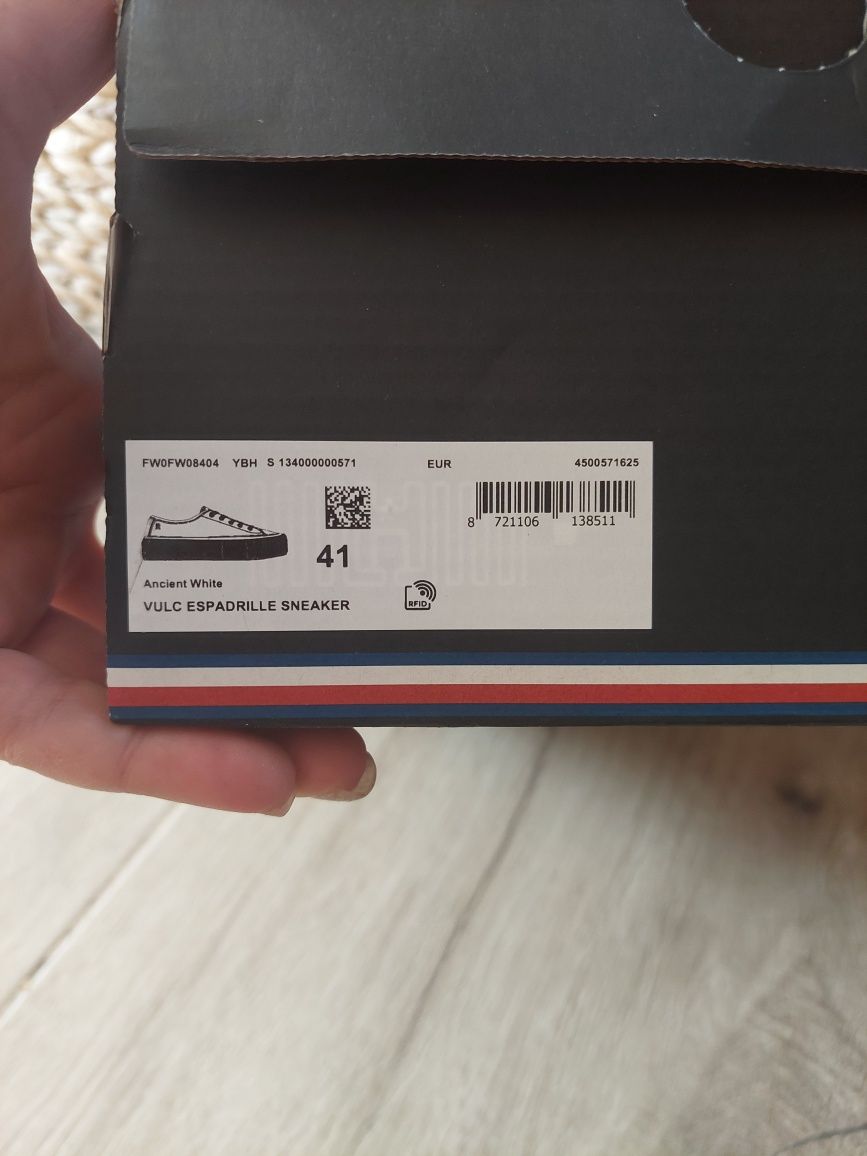 FW0FW08404 YBH S 134000000571 EUR 4500571625
8 721106 138511
41
Ancient White
VULC ESPADRILLE SNEAKER
RFID